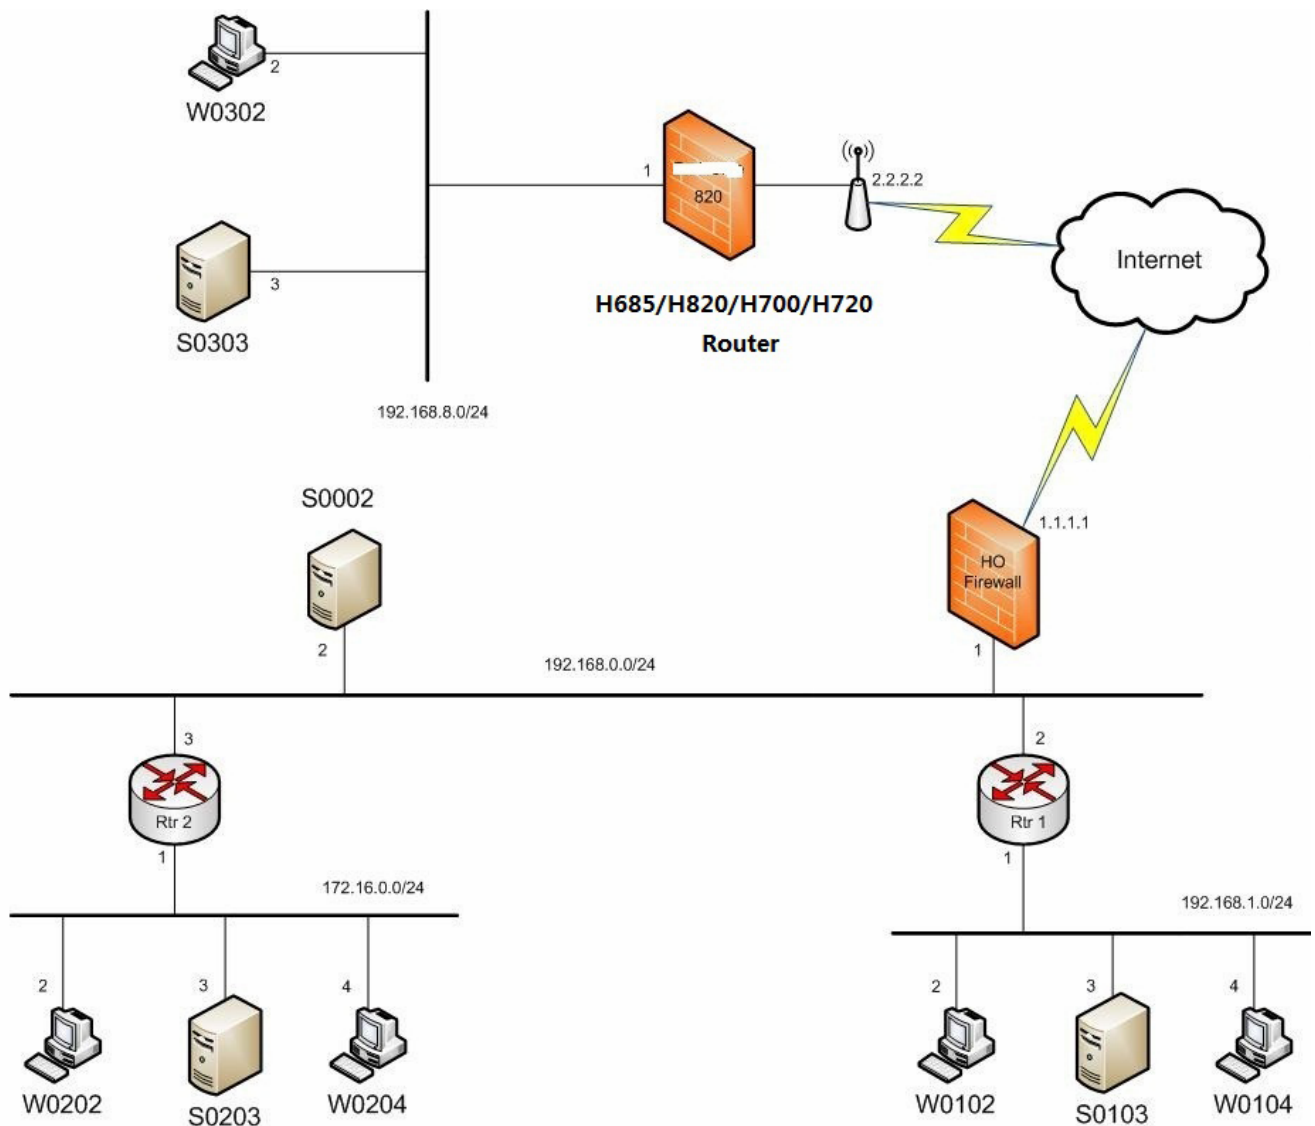 2
W0302
1
820
2.2.2.2
Internet
3
S0303
H685/H820/H700/H720
Router
192.168.8.0/24
S0002
1.1.1.1
HO
Firewall
2
192.168.0.0/24
1
3
2
Rtr 2
Rtr 1
1
1
172.16.0.0/24
192.168.1.0/24
2
3
4
2
3
4
W0202
S0203
W0204
W0102
S0103
W0104